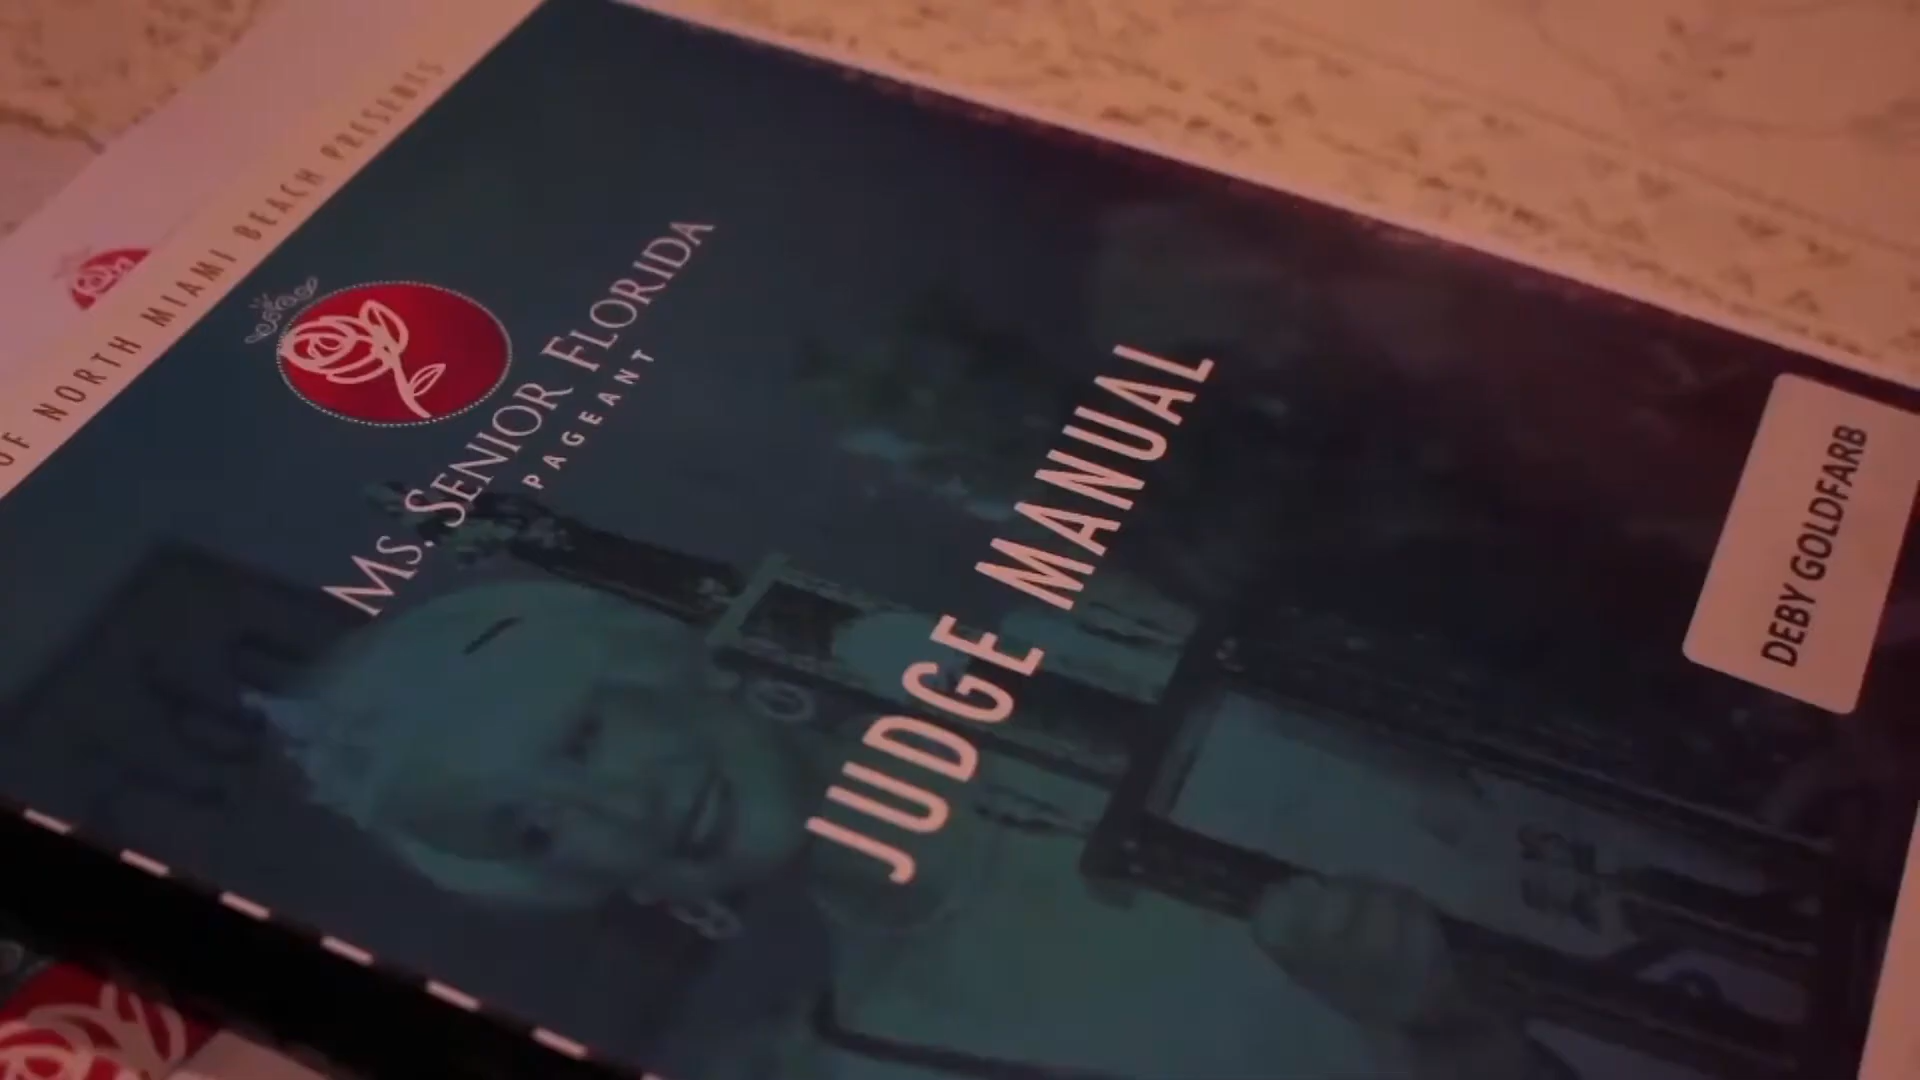 OF NORTH MIAMI BEACH PRESENTS
MS. SENIOR FLORIDA
PAGEANT
JUDGE MANUAL
DEBY GOLDFARB